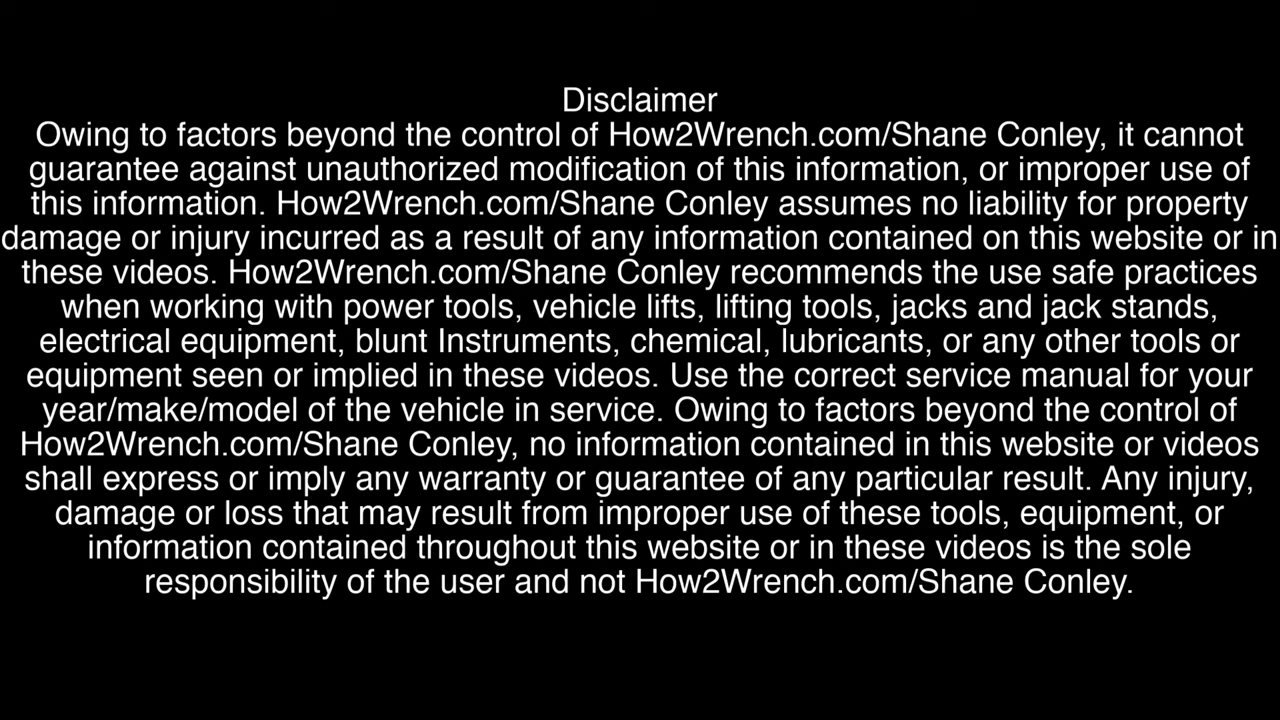 Disclaimer
Owing to factors beyond the control of How2Wrench.com/Shane Conley, it cannot
guarantee against unauthorized modification of this information, or improper use of
this information. How2Wrench.com/Shane Conley assumes no liability for property
damage or injury incurred as a result of any information contained on this website or in
these videos. How2Wrench.com/Shane Conley recommends the use safe practices
when working with power tools, vehicle lifts, lifting tools, jacks and jack stands,
electrical equipment, blunt Instruments, chemical, lubricants, or any other tools or
equipment seen or implied in these videos. Use the correct service manual for your
year/make/model of the vehicle in service. Owing to factors beyond the control of
How2Wrench.com/Shane Conley, no information contained in this website or videos
shall express or imply any warranty or guarantee of any particular result. Any injury,
damage or loss that may result from improper use of these tools, equipment, or
information contained throughout this website or in these videos is the sole
responsibility of the user and not How2Wrench.com/Shane Conley.